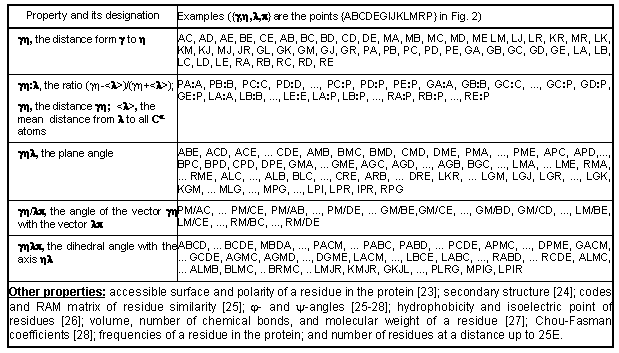 Property and its designation
Examples ({γ,η,λ,π} are the points {ABCDEGIJKLMRP} in Fig. 2)
γη, the distance form γ to η
AC, AD, AE, BE, CE, AB, BC, BD, CD, DE, MA, MB, MC, MD, ME LM, LJ, LR, KR, MR, LK,
KM, KJ, MJ, JR, GL, GK, GM, GJ, GR, PA, PB, PC, PD, PE, GA, GB, GC, GD, GE, LA, LB,
LC, LD, LE, RA, RB, RC, RD, RE
γη:λ, the ratio (γη-<λ>)/(γη+<λ>);
γη, the distance γη; <λ>, the
mean distance from λ to all Cα-
atoms
PA:A, PB:B, PC:C, PD:D, ..., PC:P, PD:P, PE:P, GA:A, GB:B, GC:C, ..., GC:P, GD:P,
GE:P, LA:A, LB:B, ..., LE:E, LA:P, LB:P, ..., RA:P, RB:P, ..., RE:P
γηλ, the plane angle
ABE, ACD, ACE, ... CDE, AMB, BMC, BMD, CMD, DME, PMA, ..., PME, APC, APD,...,
BPC, BPD, CPD, DPE, GMA, ... GME, AGC, AGD, ..., AGB, BGC, ..., LMA, ... LME, RMA,
... RME, ALC, ..., ALB, BLC, ..., CRE, ARB, ... DRE, LKR, ... LGM, LGJ, LGR, ..., LGK,
KGM, ... MLG, ..., MPG, ..., LPI, LPR, IPR, RPG
γη/λπ, the angle of the vector γη
with the vector λπ
PM/AC, ... PM/CE, PM/AB, ..., PM/DE, ... GM/BE,GM/CE, ..., GM/BD, GM/CD, ..., LM/BE,
LM/CE, ..., RM/BC, ..., RM/DE
γηλπ, the dihedral angle with the
axis ηλ
ABCD, ... BCDE, MBDA, ..., PACM, ... PABC, PABD, ... PCDE, APMC, ..., DPME, GACM,
... GCDE, AGMC, AGMD, ..., DGME, LACM, ..., LBCE, LABC, ..., RABD, ... RCDE, ALMC,
... ALMB, BLMC, .. BRMC, .. LMJR, KMJR, GKJL, ..., PLRG, MPIG, LPIR
Other properties: accessible surface and polarity of a residue in the protein [23]; secondary structure [24]; codes
and RAM matrix of residue similarity [25]; φ- and ψ-angles [25-28]; hydrophobicity and isoelectric point of
residues [26]; volume, number of chemical bonds, and molecular weight of a residue [27]; Chou-Fasman
coefficients [28]; frequencies of a residue in the protein; and number of residues at a distance up to 25E.